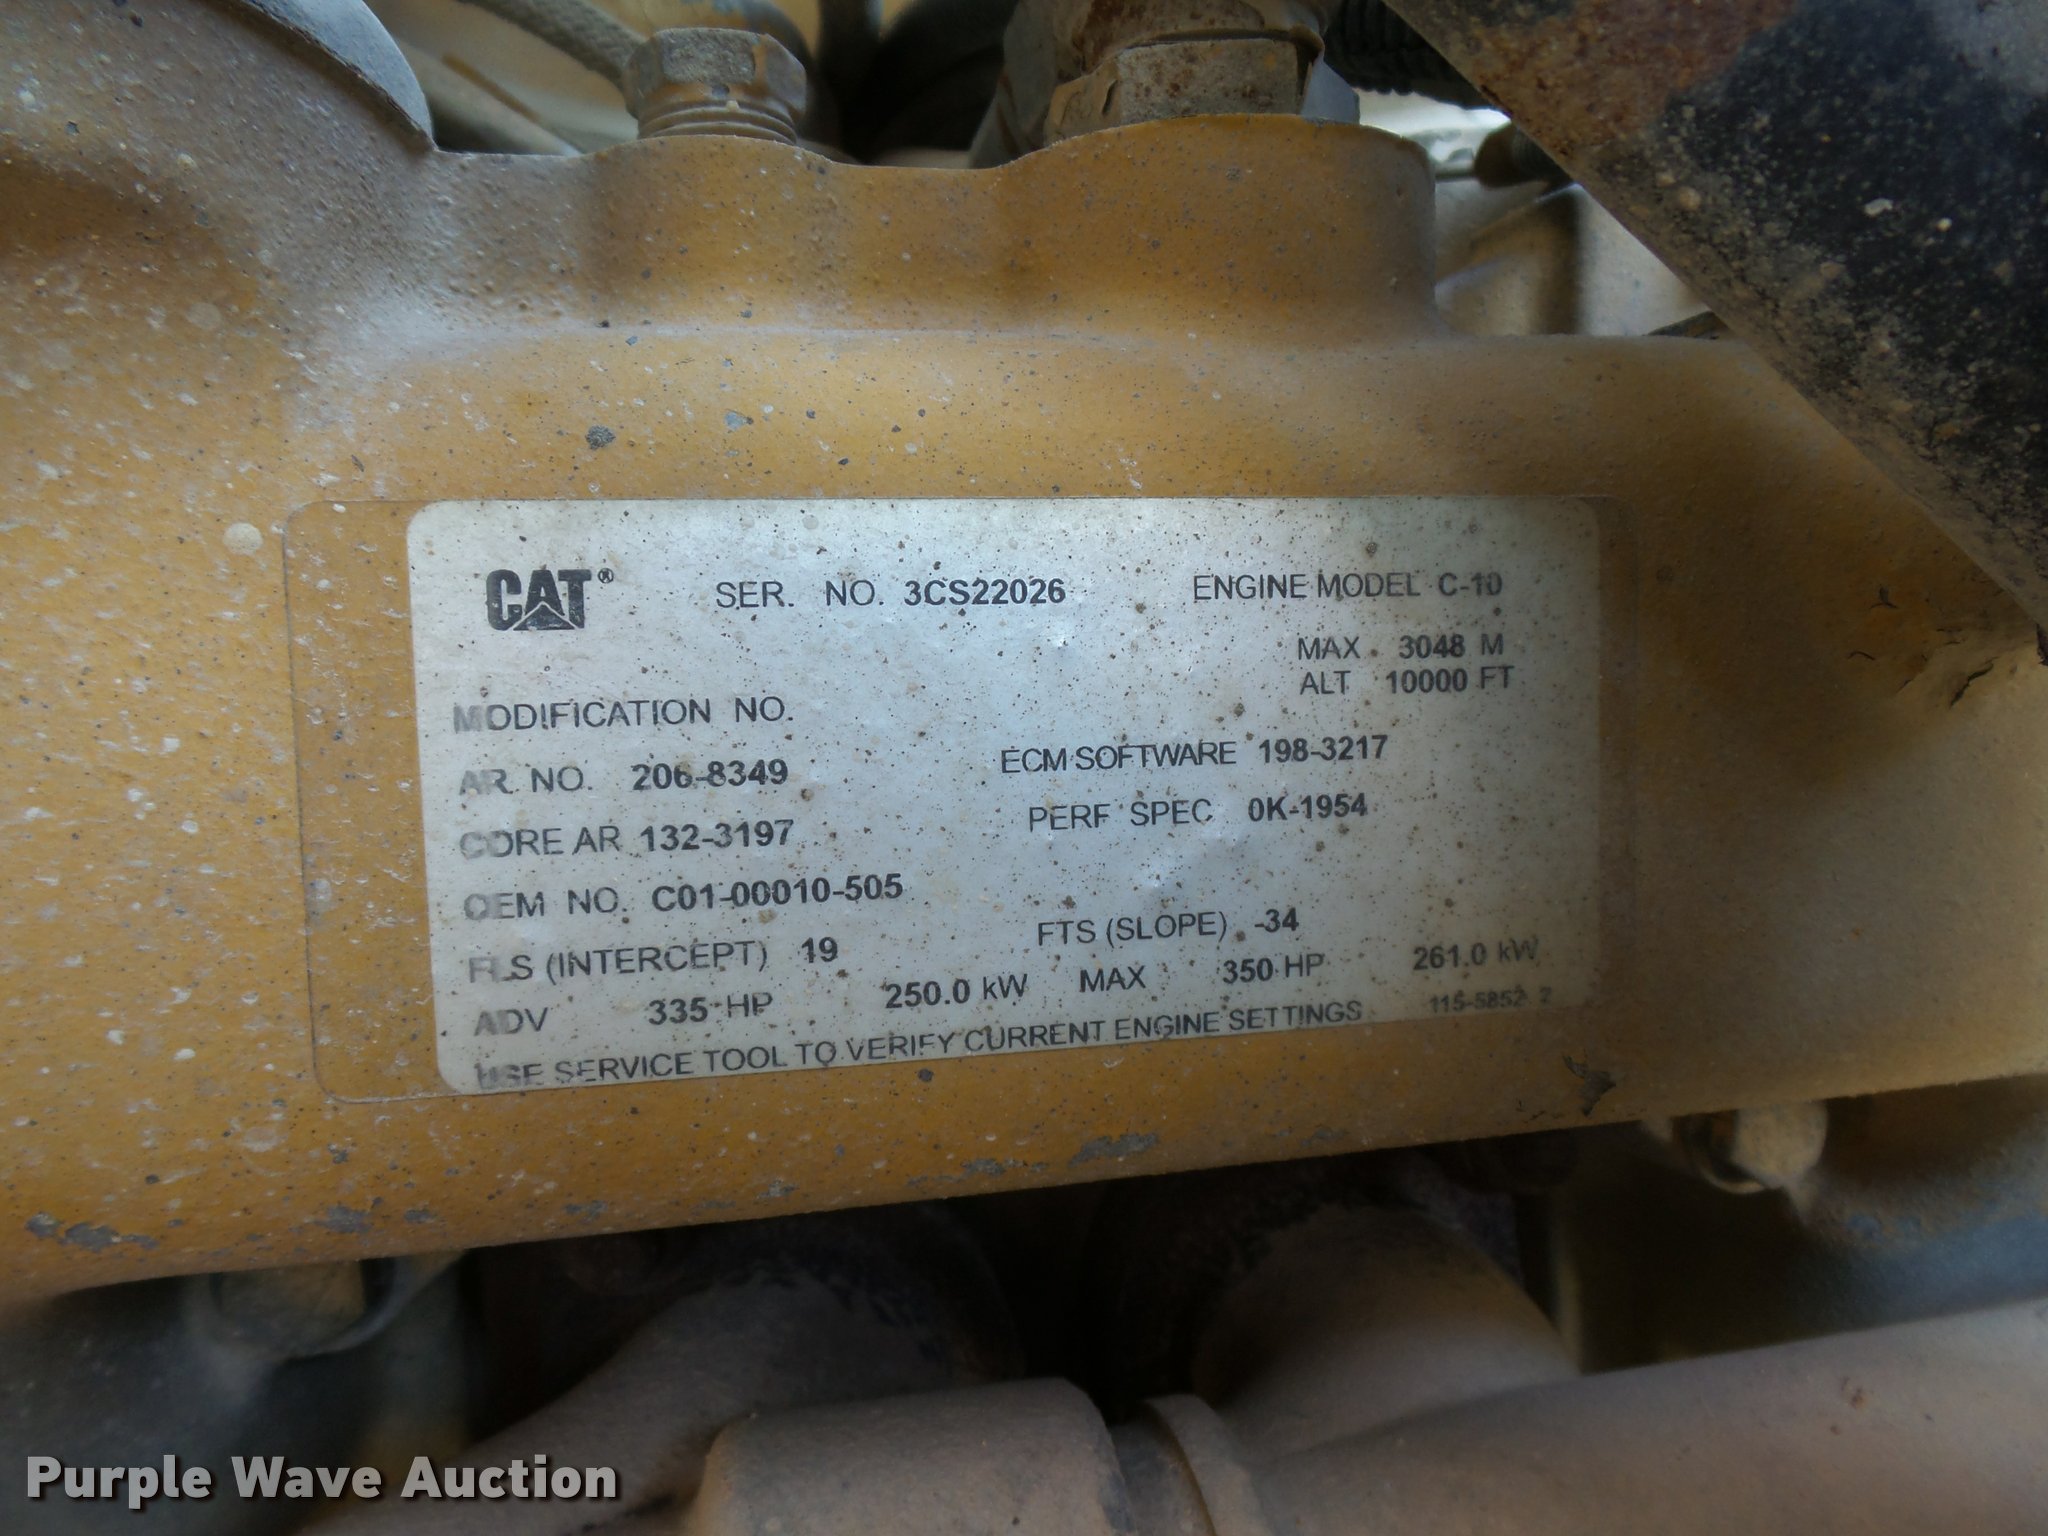 CAT® SER. NO. 3CS22026 ENGINE MODEL C-10
MAX 3048 M
ALT 10000 FT
MODIFICATION NO.
AR NO. 206-8349 ECM SOFTWARE 198-3217
CORE AR 132-3197 PERF SPEC 0K-1954
OEM NO. C01-00010-505
FLS (INTERCEPT) 19 FTS (SLOPE) -34
ADV 335 HP 250.0 kW MAX 350 HP 261.0 kW
USE SERVICE TOOL TO VERIFY CURRENT ENGINE SETTINGS 115-5852 2
Purple Wave Auction